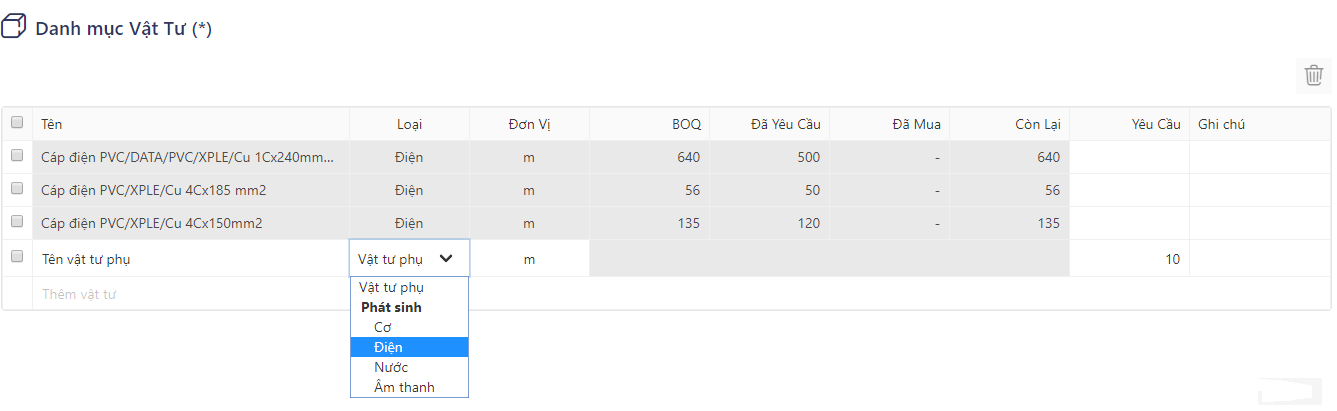 Danh mục Vật Tư (*)
Tên Loại Đơn Vị BOQ Đã Yêu Cầu Đã Mua Còn Lại Yêu Cầu Ghi chú
Cáp điện PVC/DATA/PVC/XPLE/Cu 1Cx240mm... Điện m 640 500 - 640
Cáp điện PVC/XPLE/Cu 4Cx185 mm2 Điện m 56 50 - 56
Cáp điện PVC/XPLE/Cu 4Cx150mm2 Điện m 135 120 - 135
Tên vật tư phụ Vật tư phụ m 10
Thêm vật tư
Vật tư phụ
Phát sinh
Cơ
Điện
Nước
Âm thanh